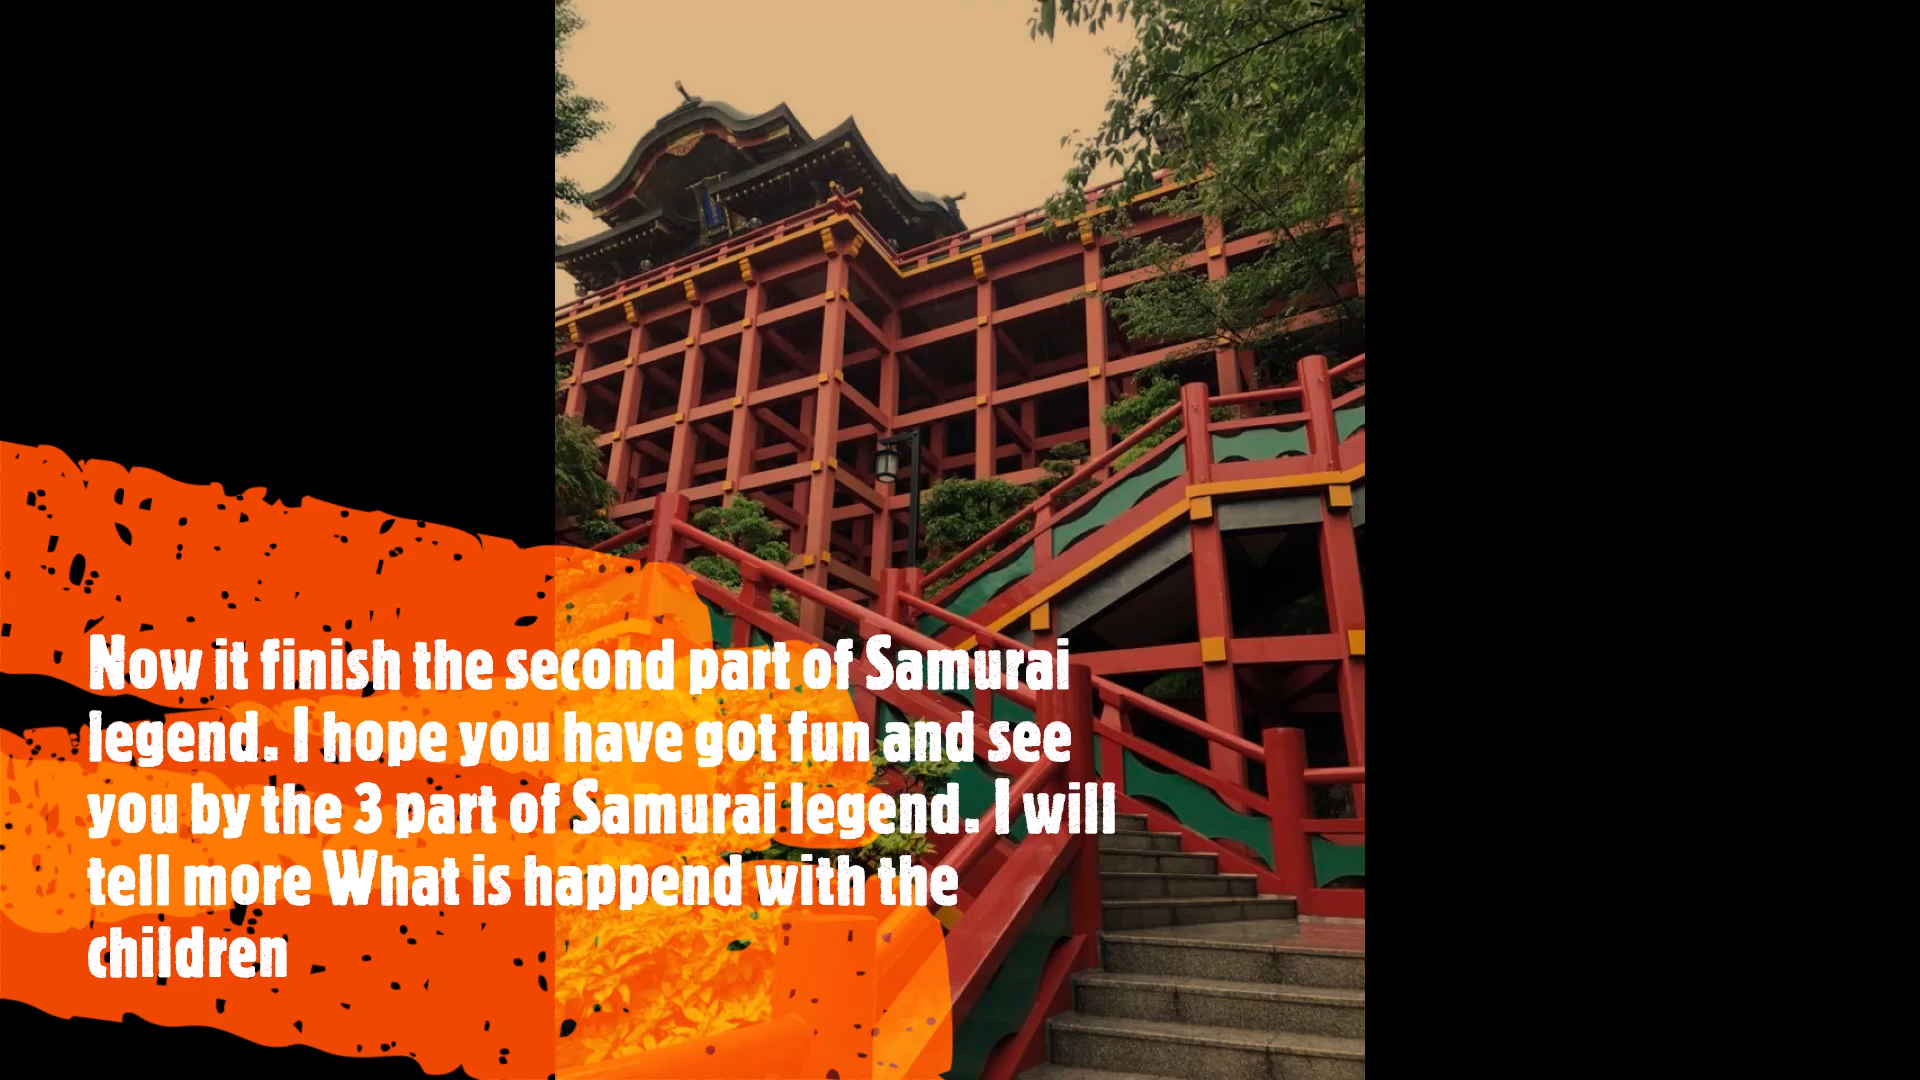 Now it finish the second part of Samurai
legend. I hope you have got fun and see
you by the 3 part of Samurai legend. I will
tell more What is happend with the
children